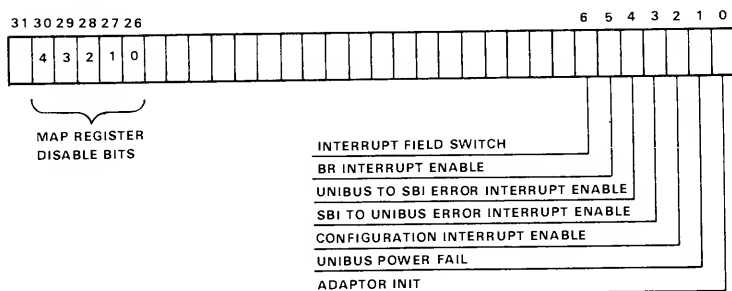 31 30 29 28 27 26 6 5 4 3 2 1 0
4 3 2 1 0
MAP REGISTER
DISABLE BITS
INTERRUPT FIELD SWITCH
BR INTERRUPT ENABLE
UNIBUS TO SBI ERROR INTERRUPT ENABLE
SBI TO UNIBUS ERROR INTERRUPT ENABLE
CONFIGURATION INTERRUPT ENABLE
UNIBUS POWER FAIL
ADAPTOR INIT